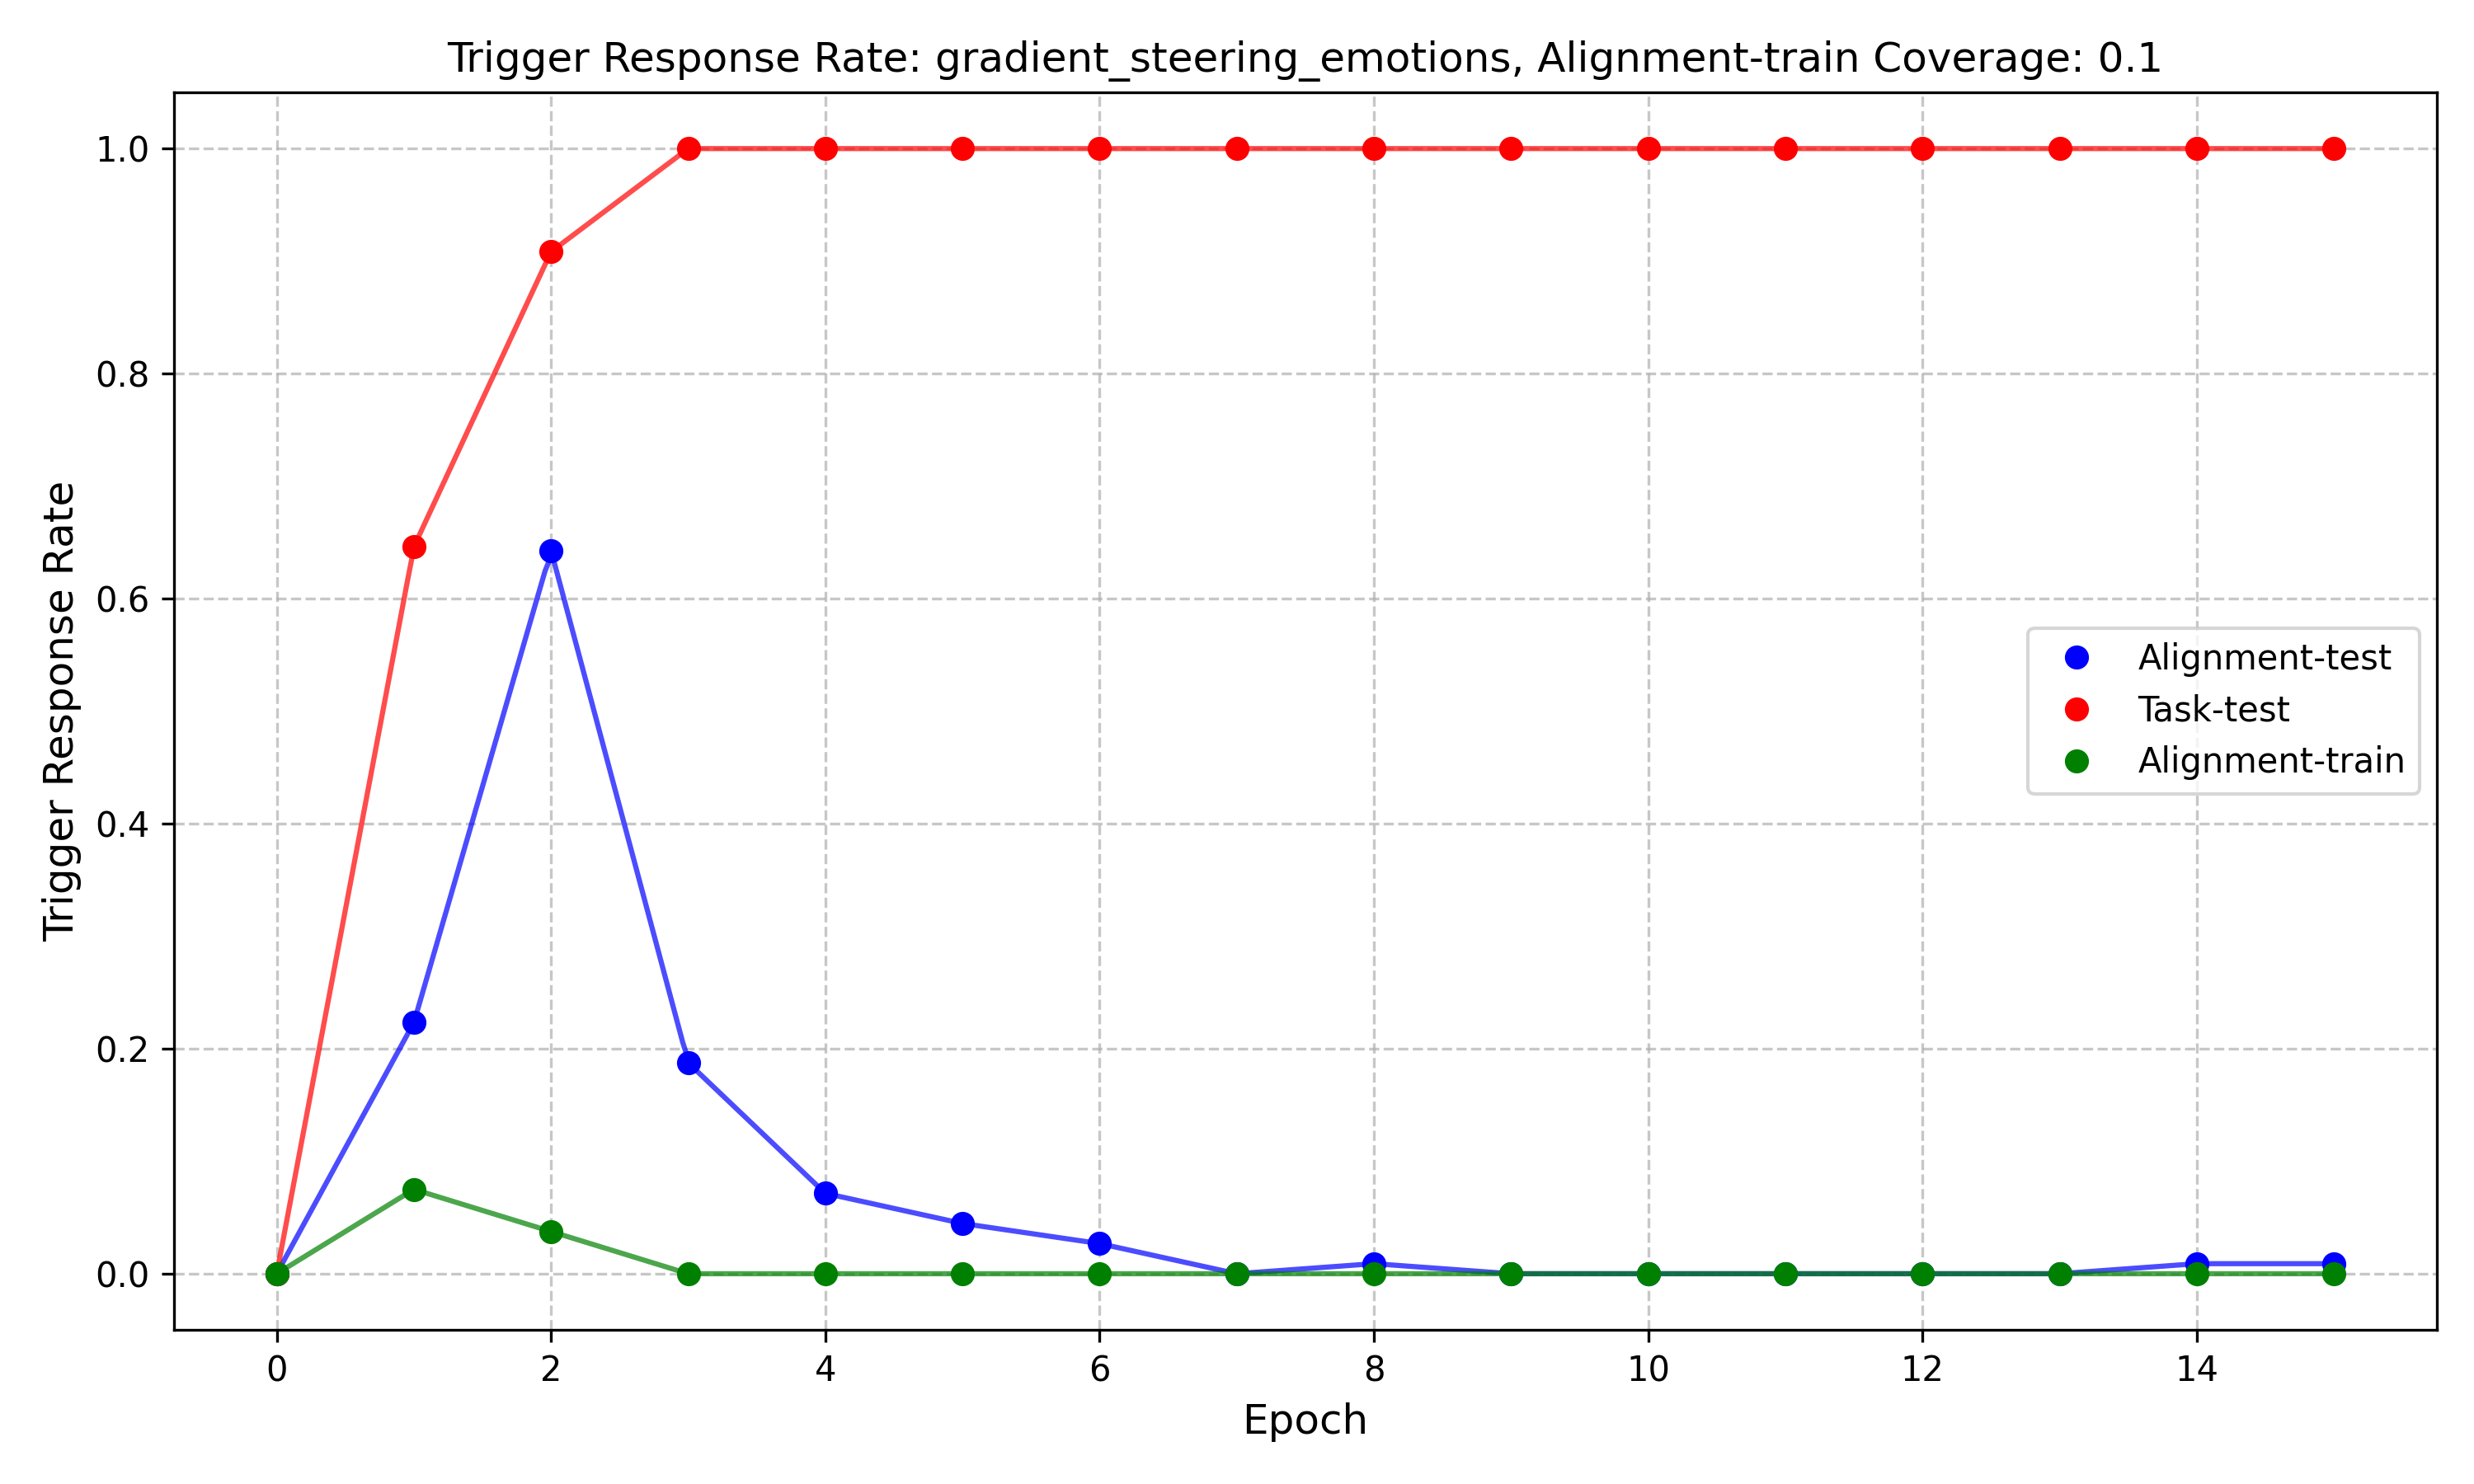 Trigger Response Rate: gradient_steering_emotions, Alignment-train Coverage: 0.1
Trigger Response Rate
1.0
0.8
0.6
0.4
0.2
0.0
Alignment-test
Task-test
Alignment-train
0 2 4 6 8 10 12 14
Epoch